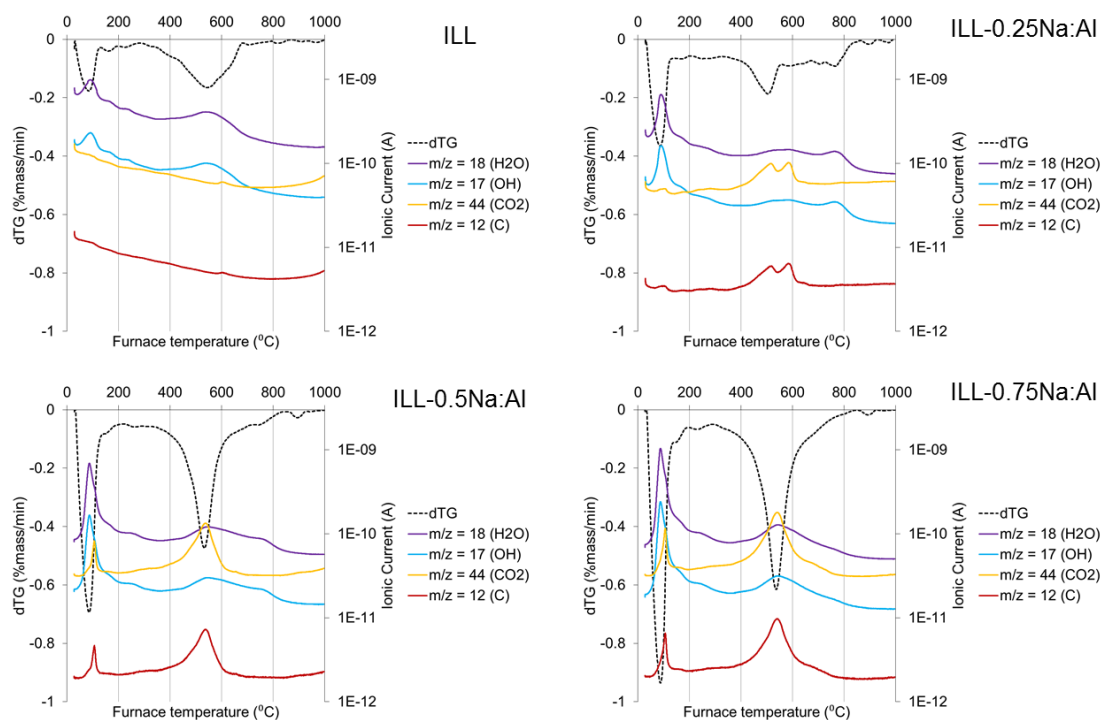 ILL
0 200 400 600 800 1000
0
-0.2
-0.4
-0.6
-0.8
-1
dTG (%mass/min)
1E-09
1E-10
1E-11
1E-12
Ionic Current (A)
Furnace temperature (⁰C)
dTG
m/z = 18 (H2O)
m/z = 17 (OH)
m/z = 44 (CO2)
m/z = 12 (C)
ILL-0.25Na:Al
0 200 400 600 800 1000
0
-0.2
-0.4
-0.6
-0.8
-1
dTG (%mass/min)
1E-09
1E-10
1E-11
1E-12
Ionic Current (A)
Furnace temperature (⁰C)
dTG
m/z = 18 (H2O)
m/z = 17 (OH)
m/z = 44 (CO2)
m/z = 12 (C)
ILL-0.5Na:Al
0 200 400 600 800 1000
0
-0.2
-0.4
-0.6
-0.8
-1
dTG (%mass/min)
1E-09
1E-10
1E-11
1E-12
Ionic Current (A)
Furnace temperature (⁰C)
dTG
m/z = 18 (H2O)
m/z = 17 (OH)
m/z = 44 (CO2)
m/z = 12 (C)
ILL-0.75Na:Al
0 200 400 600 800 1000
0
-0.2
-0.4
-0.6
-0.8
-1
dTG (%mass/min)
1E-09
1E-10
1E-11
1E-12
Ionic Current (A)
Furnace temperature (⁰C)
dTG
m/z = 18 (H2O)
m/z = 17 (OH)
m/z = 44 (CO2)
m/z = 12 (C)